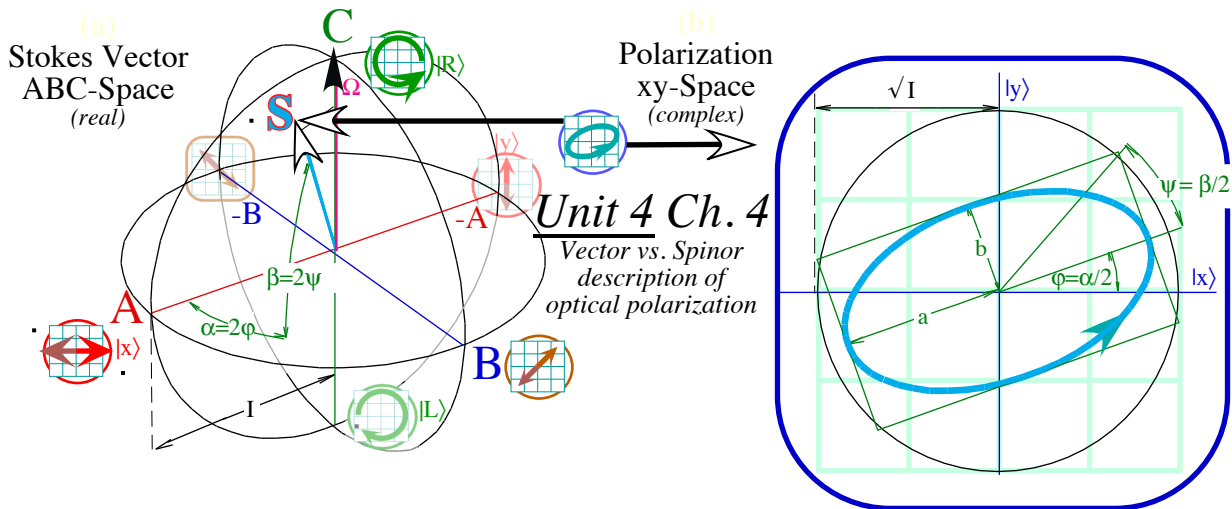 (a)
Stokes Vector
ABC-Space
(real)
C
|R⟩
Ω
S
-B
|y⟩
-A
β=2ψ
A
α=2φ
|x⟩
B
I
|L⟩
(b)
Polarization
xy-Space
(complex)
Unit 4 Ch. 4
Vector vs. Spinor
description of
optical polarization
√I
|y⟩
ψ= β/2
b
φ=α/2
|x⟩
a